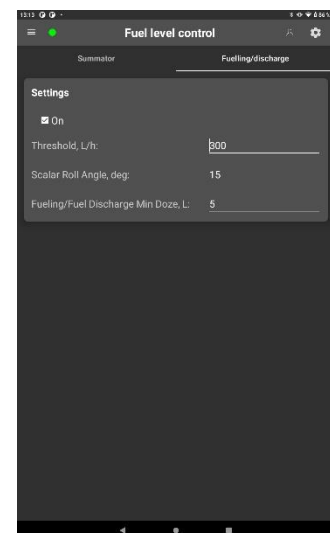 13:13
86%
Fuel level control
Summator
Fuelling/discharge
Settings
On
Threshold, L/h: 300
Scalar Roll Angle, deg: 15
Fueling/Fuel Discharge Min Doze, L: 5